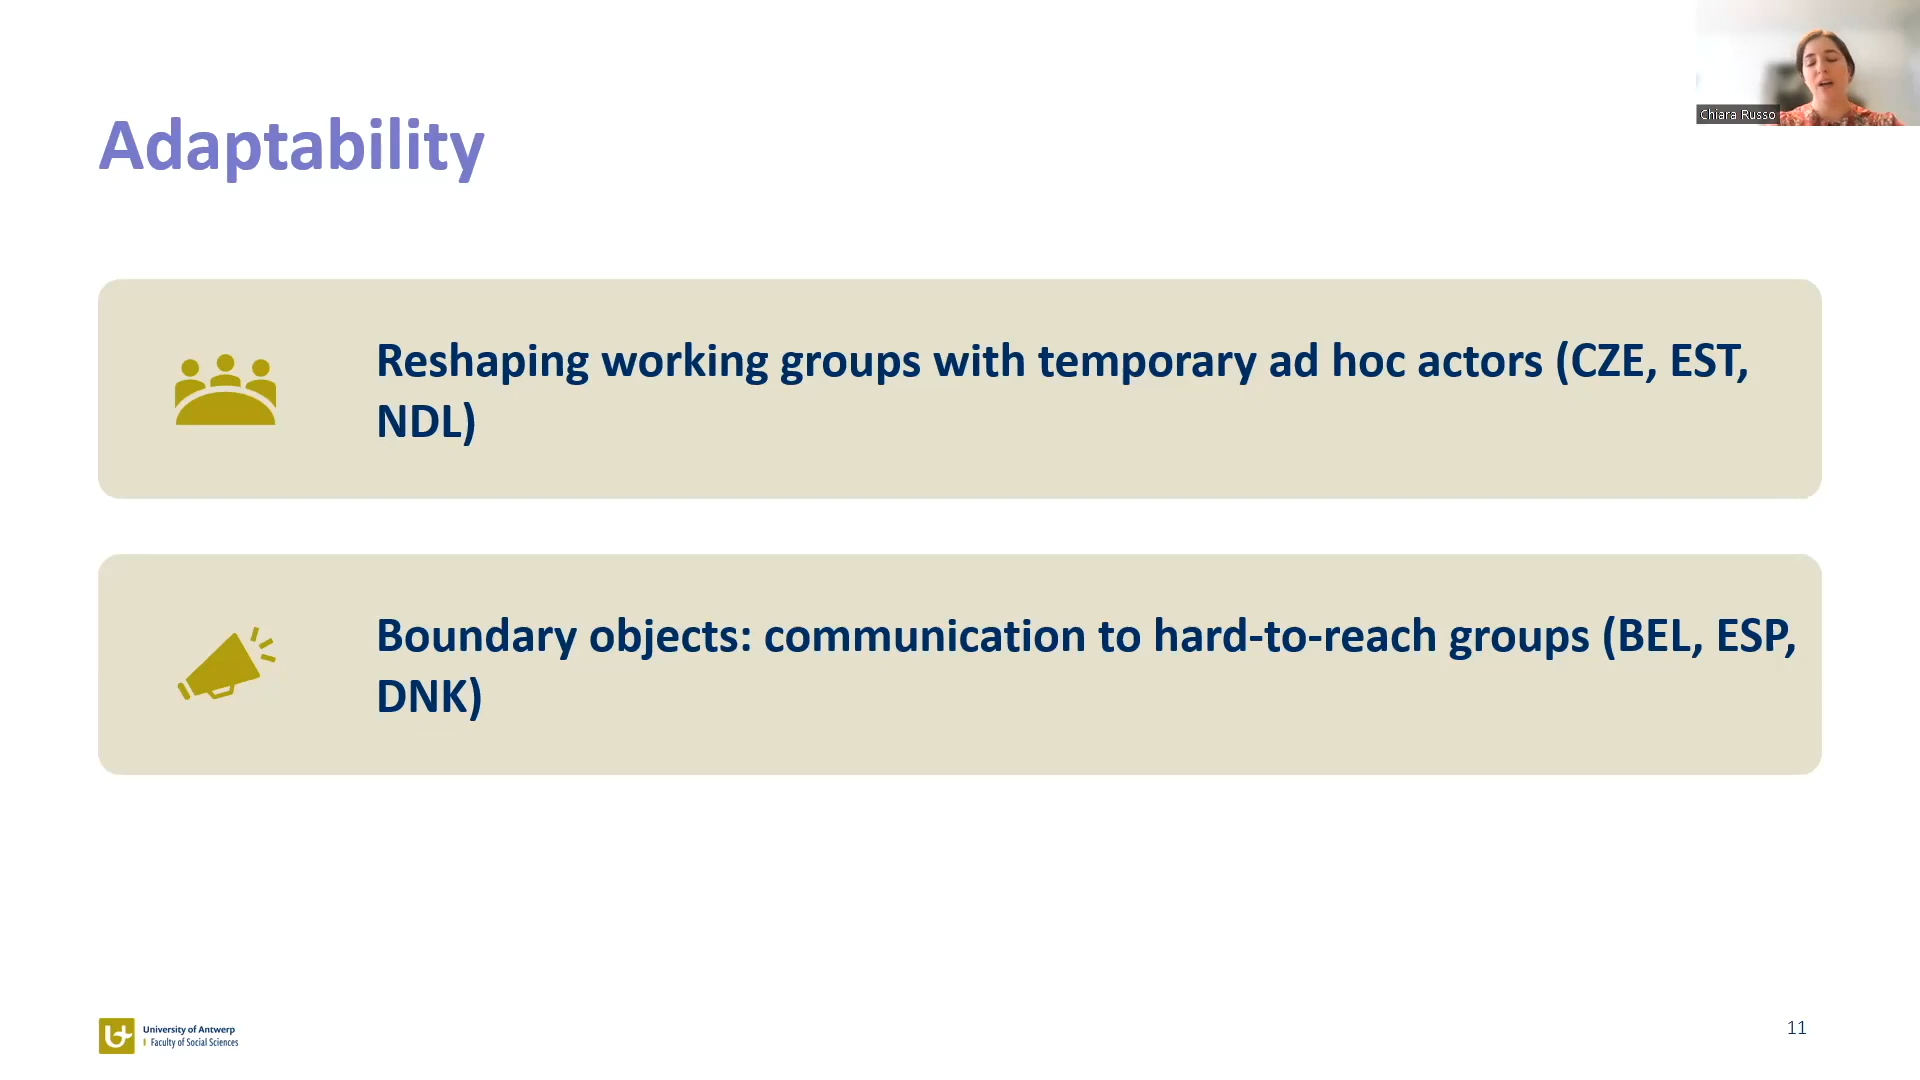 Chiara Russo
Adaptability
Reshaping working groups with temporary ad hoc actors (CZE, EST,
NDL)
Boundary objects: communication to hard-to-reach groups (BEL, ESP,
DNK)
University of Antwerp
Faculty of Social Sciences
11